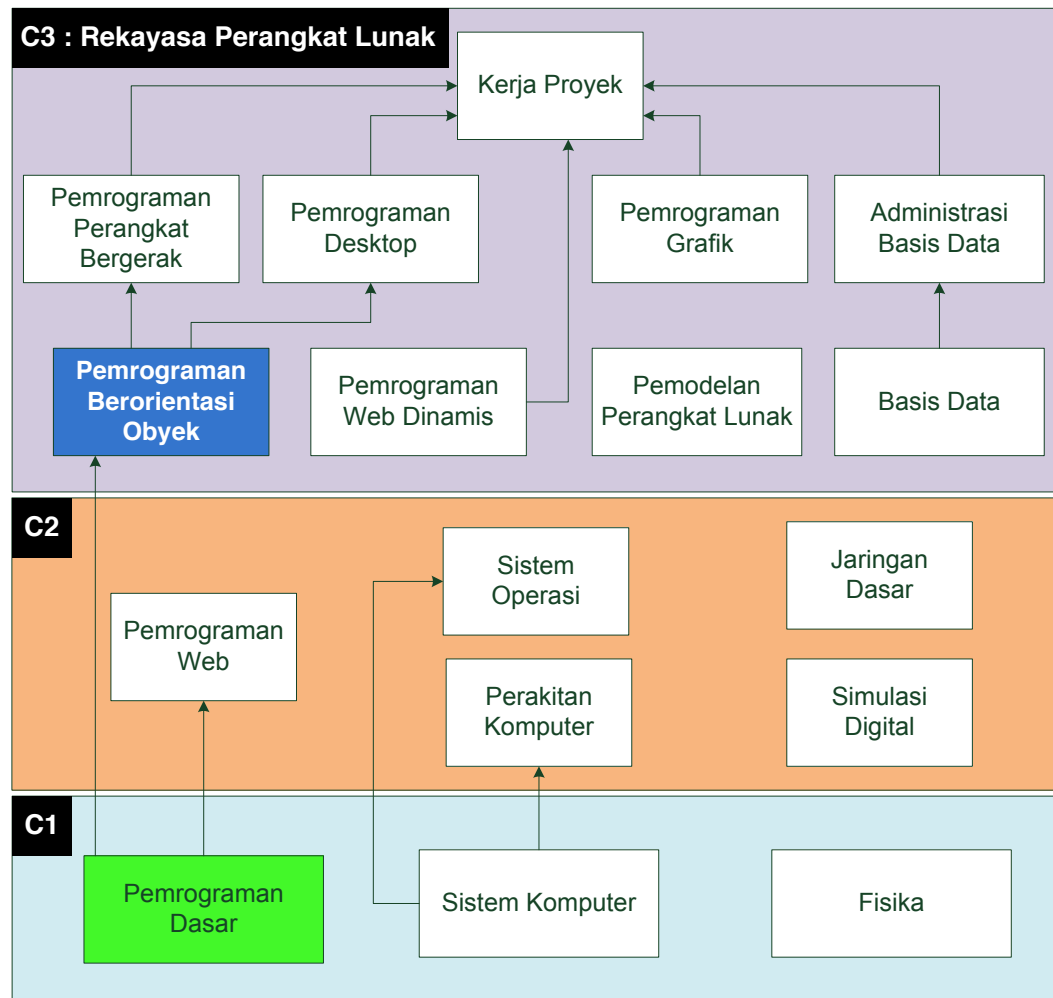 C3 : Rekayasa Perangkat Lunak
Kerja Proyek
Pemrograman
Perangkat
Bergerak
Pemrograman
Desktop
Pemrograman
Grafik
Administrasi
Basis Data
Pemrograman
Berorientasi
Obyek
Pemrograman
Web Dinamis
Pemodelan
Perangkat Lunak
Basis Data
C2
Sistem
Operasi
Jaringan
Dasar
Pemrograman
Web
Perakitan
Komputer
Simulasi
Digital
C1
Pemrograman
Dasar
Sistem Komputer
Fisika